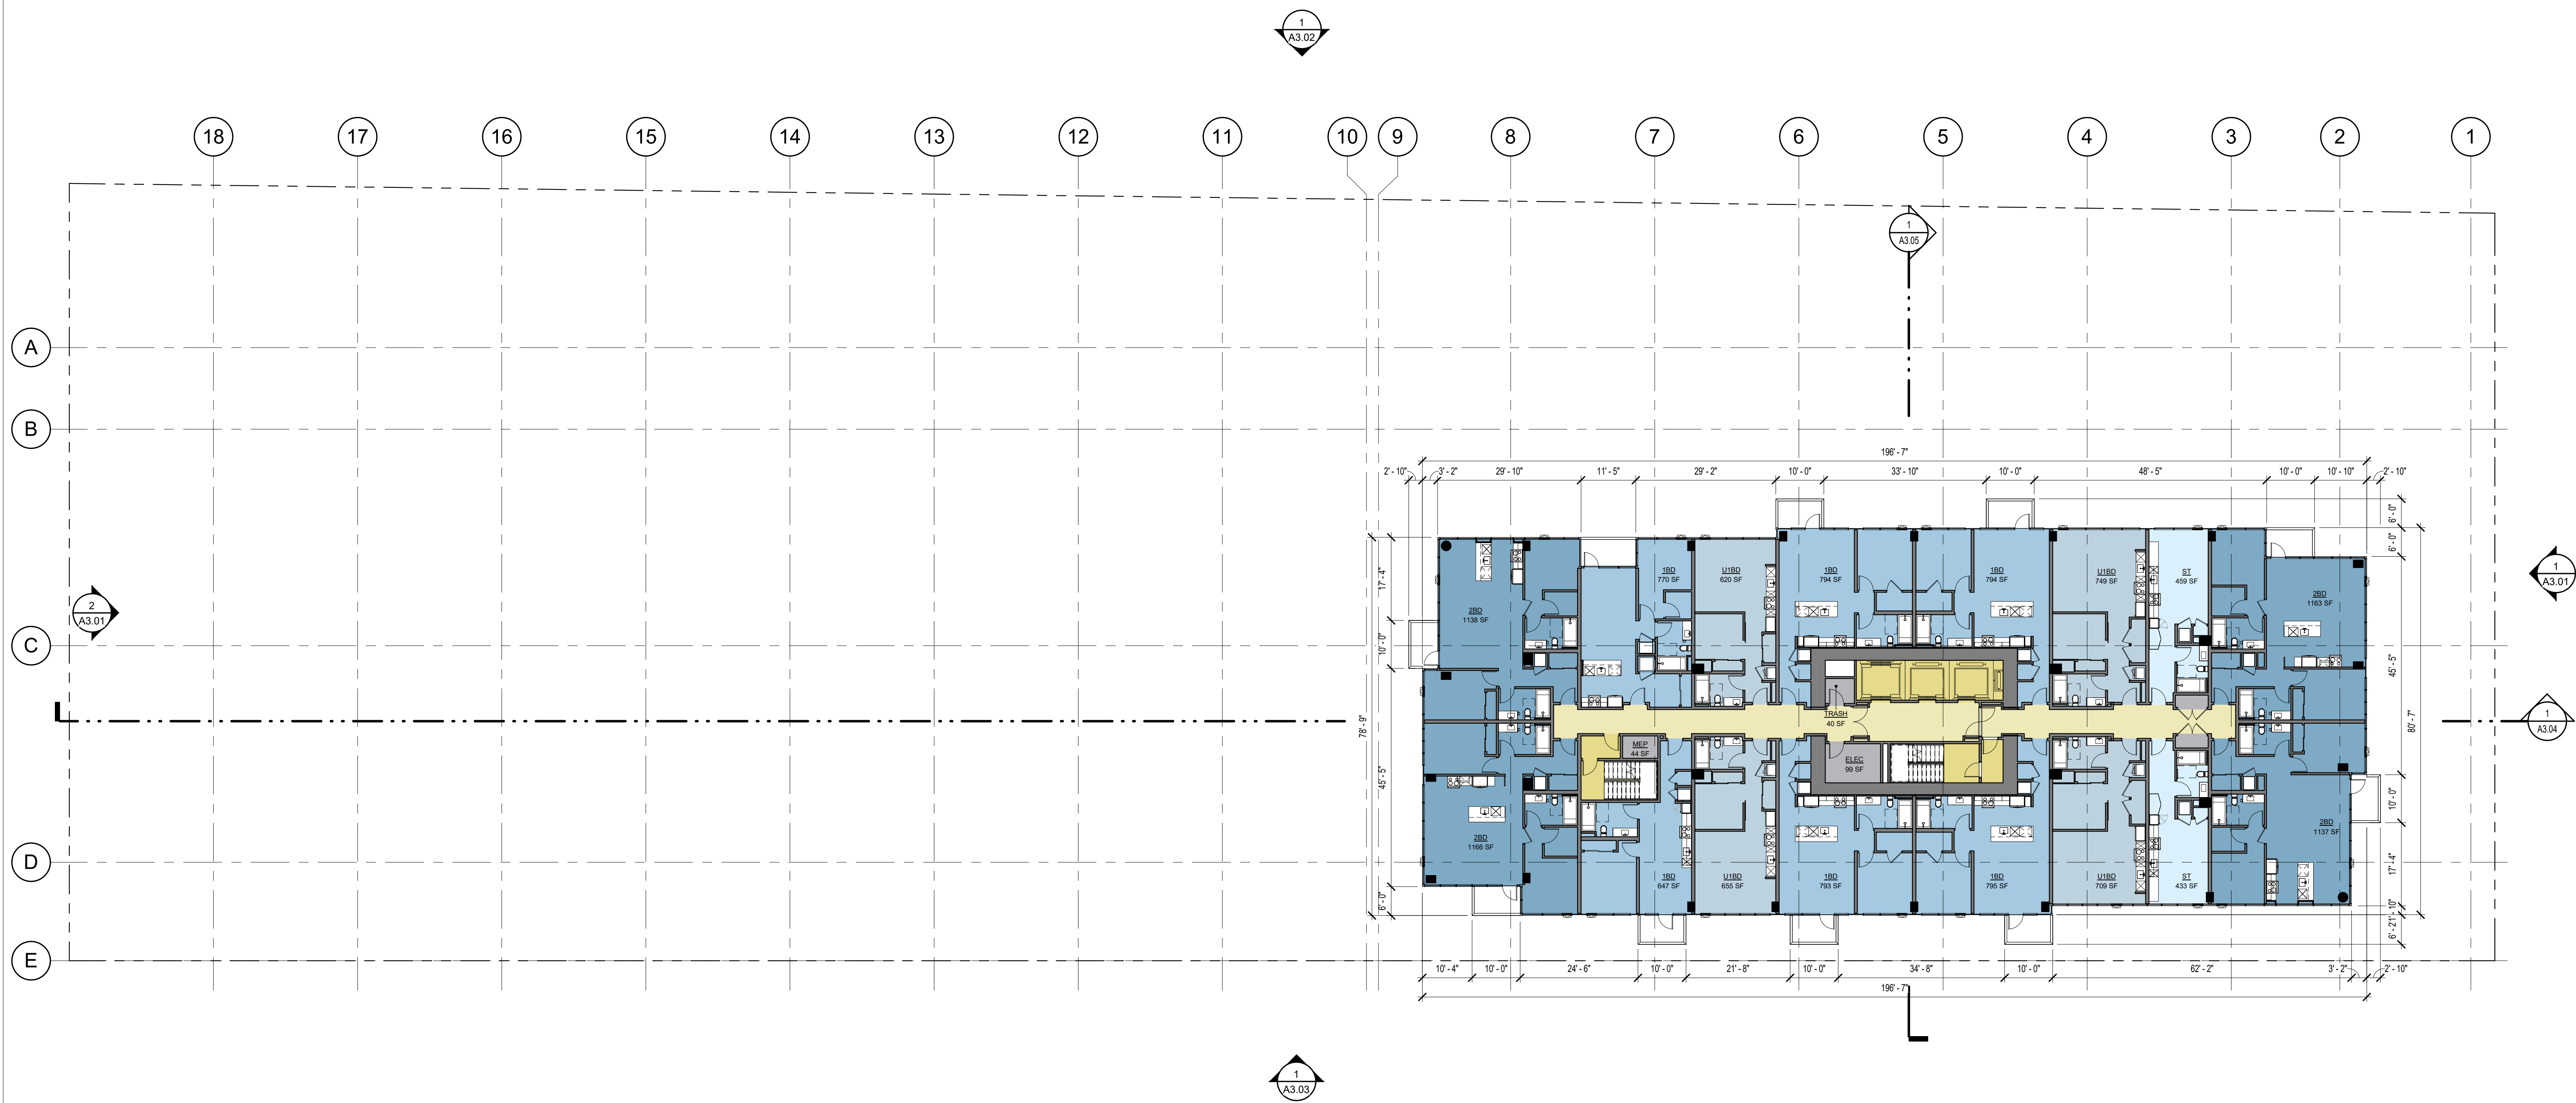 1
A3.02
18
17
16
15
14
13
12
11
10
9
8
7
6
5
4
3
2
1
1
A3.05
A
B
C
D
E
196' - 7"
2' - 10"
3' - 2"
29' - 10"
11' - 5"
29' - 2"
10' - 0"
33' - 10"
10' - 0"
48' - 5"
10' - 0"
10' - 10"
2' - 10"
6' - 0"
6' - 0"
17' - 4"
10' - 0"
78' - 9"
45' - 5"
6' - 0"
45' - 5"
80' - 7"
10' - 0"
17' - 4"
2
A3.01
1
A3.01
1
A3.04
2BD
1138 SF
1BD
770 SF
U1BD
620 SF
1BD
794 SF
1BD
794 SF
U1BD
749 SF
ST
459 SF
2BD
1163 SF
TRASH
40 SF
MEP
44 SF
ELEC
99 SF
2BD
1166 SF
1BD
647 SF
U1BD
655 SF
1BD
793 SF
1BD
795 SF
U1BD
709 SF
ST
433 SF
2BD
1137 SF
10' - 4"
10' - 0"
24' - 6"
10' - 0"
21' - 8"
10' - 0"
34' - 8"
10' - 0"
62' - 2"
3' - 2"
2' - 10"
196' - 7"
1
A3.03